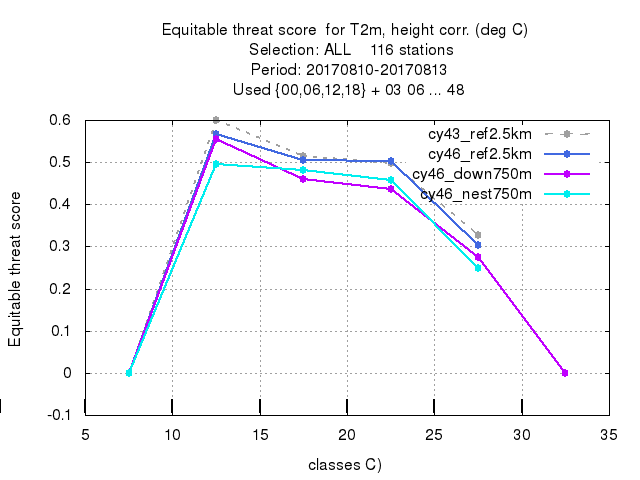 Equitable threat score  for T2m, height corr. (deg C)
Selection: ALL    116 stations
Period: 20170810-20170813
Used {00,06,12,18} + 03 06 ... 48
cy43_ref2.5km
cy46_ref2.5km
cy46_down750m
cy46_nest750m
Equitable threat score
0.6
0.5
0.4
0.3
0.2
0.1
0
-0.1
5 10 15 20 25 30 35
classes C)